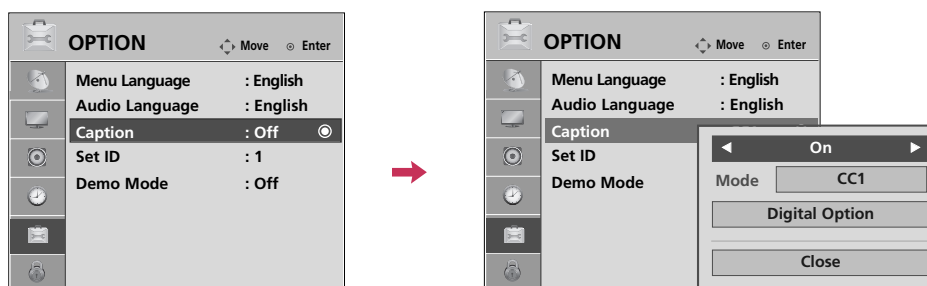 OPTION Move Enter
Menu Language : English
Audio Language : English
Caption : Off
Set ID : 1
Demo Mode : Off
OPTION Move Enter
Menu Language : English
Audio Language : English
Caption
Set ID
Demo Mode
On
Mode CC1
Digital Option
Close